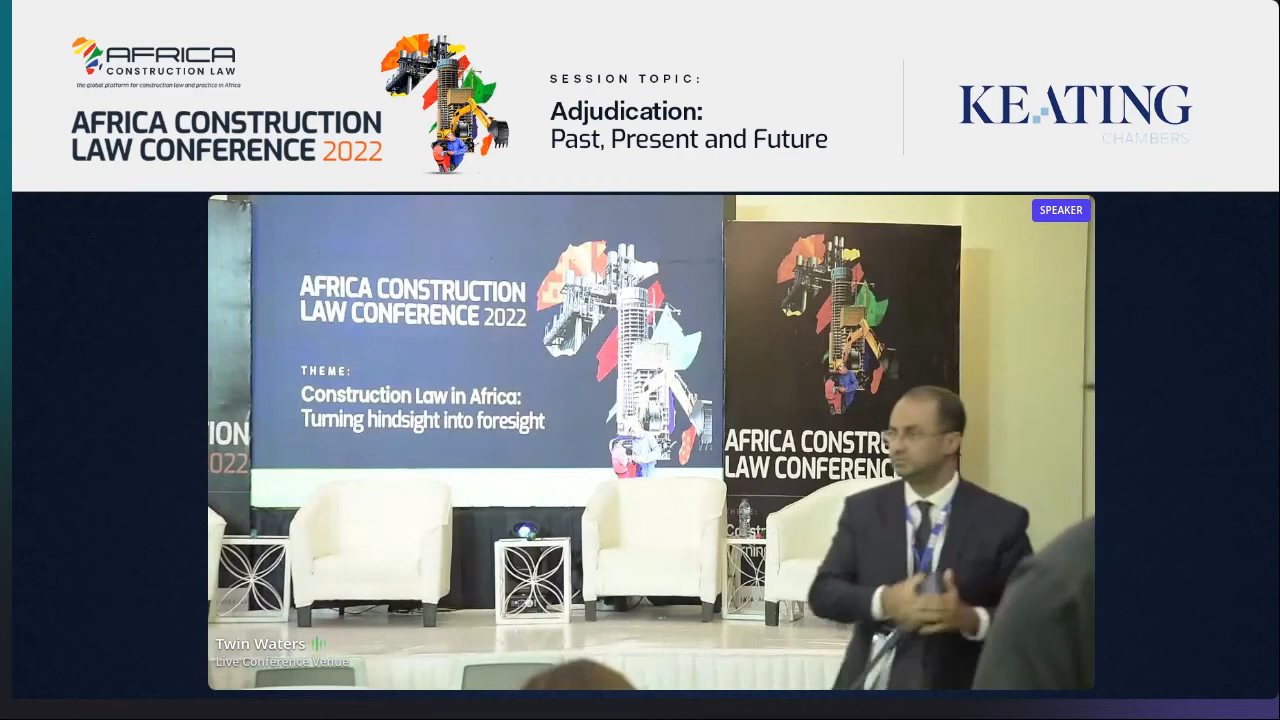 AFRICA
CONSTRUCTION LAW
The global platform for construction law and practice in Africa
AFRICA CONSTRUCTION
LAW CONFERENCE 2022
SESSION TOPIC:
Adjudication:
Past, Present and Future
KEATING
CHAMBERS
SPEAKER
AFRICA CONSTRUCTION
LAW CONFERENCE 2022
THEME:
Construction Law in Africa:
Turning hindsight into foresight
ION
2022
AFRICA CONSTRU
LAW CONFERENC
Const
Twin Waters
Live Conference Venue